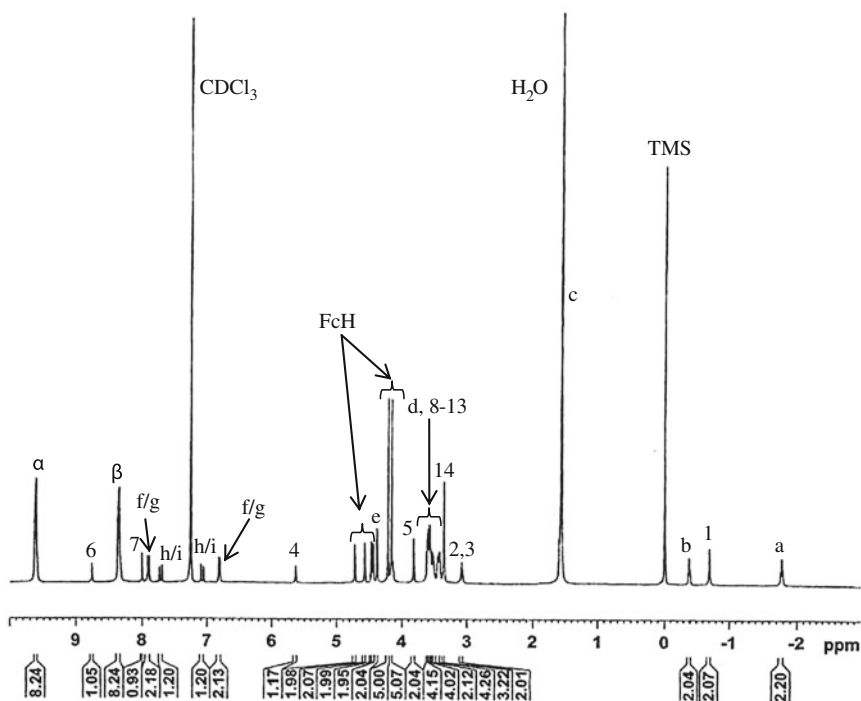 CDCl3
H2O
TMS
c
FcH
d, 8-13
α
β
f/g
14
6
7
h/i
h/i
f/g
4
e
5
2,3
b
1
a
9 8 7 6 5 4 3 2 1 0 -1 -2 ppm
8.24 1.05 8.24 0.93 2.18 1.20 1.20 2.13 1.17 1.98 2.07 1.99 1.95 2.04 5.00 5.07 2.04 4.15 4.02 2.12 4.26 3.22 2.01 2.04 2.07 2.20